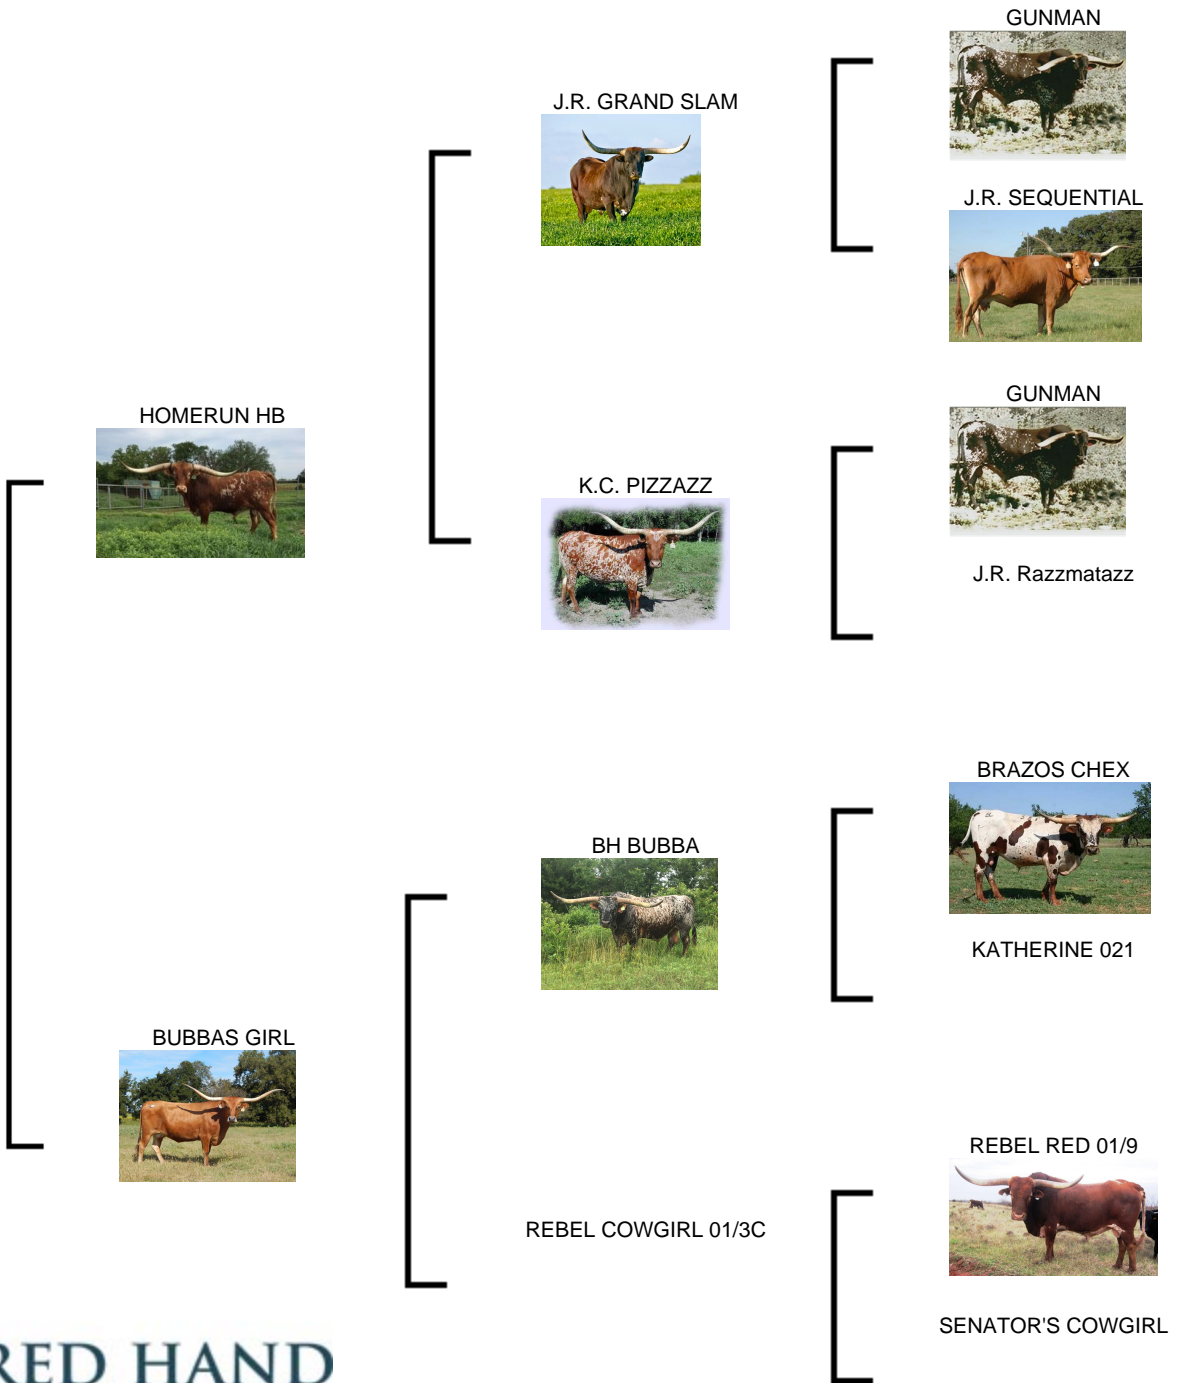 GUNMAN
J.R. GRAND SLAM
J.R. SEQUENTIAL
HOMERUN HB
GUNMAN
K.C. PIZZAZZ
J.R. Razzmatazz
BRAZOS CHEX
BH BUBBA
KATHERINE 021
BUBBAS GIRL
REBEL RED 01/9
REBEL COWGIRL 01/3C
SENATOR'S COWGIRL
RED HAND